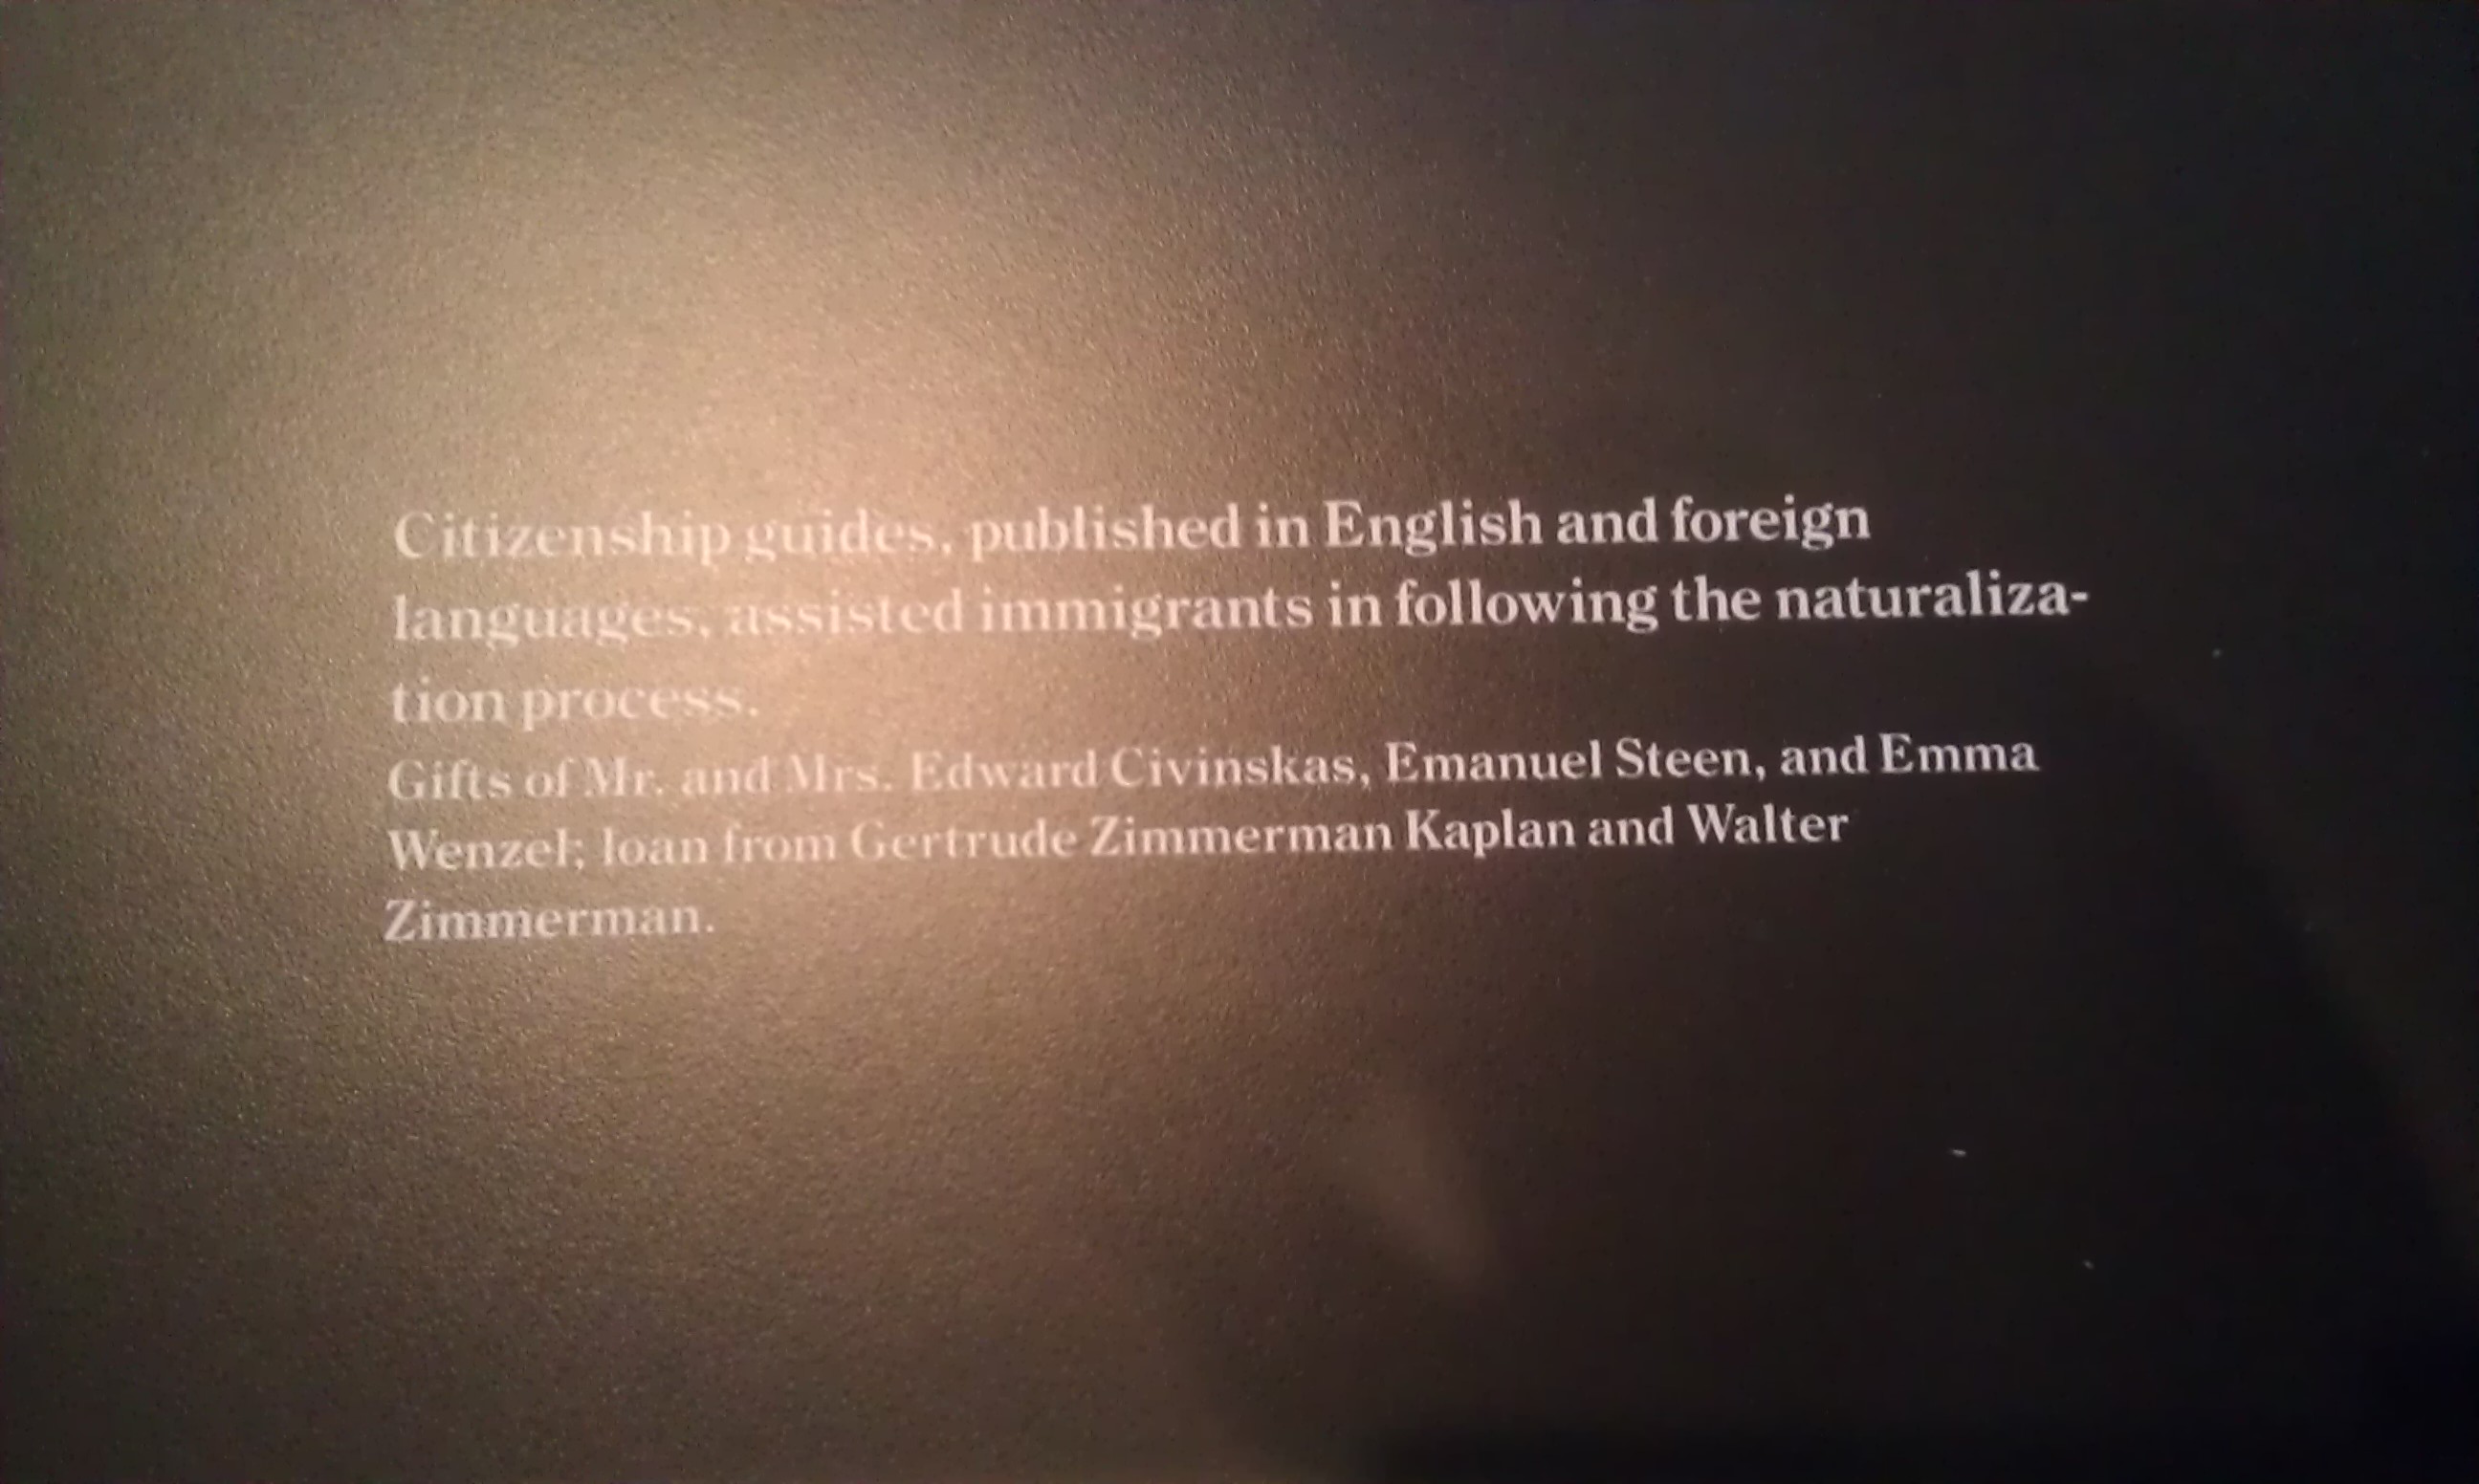 Citizenship guides, published in English and foreign
languages, assisted immigrants in following the naturaliza-
tion process.
Gifts of Mr. and Mrs. Edward Civinskas, Emanuel Steen, and Emma
Wenzel; loan from Gertrude Zimmerman Kaplan and Walter
Zimmerman.